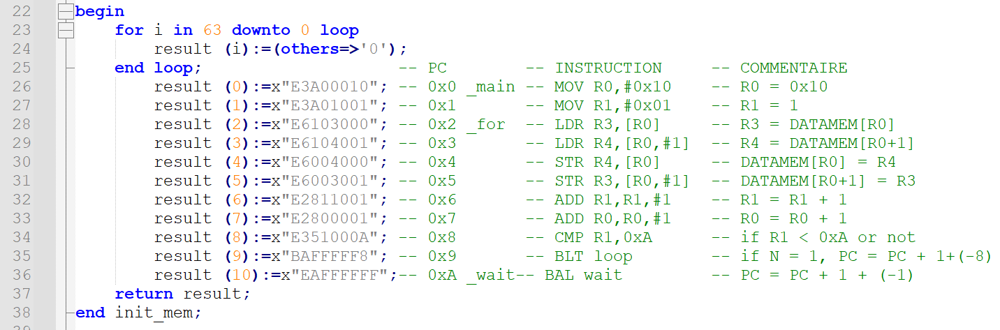 22 begin
23     for i in 63 downto 0 loop
24         result (i):=(others=>'0');
25     end loop;                    -- PC        -- INSTRUCTION     -- COMMENTAIRE
26         result (0):=x"E3A00010"; -- 0x0 _main -- MOV R0,#0x10    -- R0 = 0x10
27         result (1):=x"E3A01001"; -- 0x1       -- MOV R1,#0x01    -- R1 = 1
28         result (2):=x"E6103000"; -- 0x2 _for  -- LDR R3,[R0]     -- R3 = DATAMEM[R0]
29         result (3):=x"E6104001"; -- 0x3       -- LDR R4,[R0,#1]  -- R4 = DATAMEM[R0+1]
30         result (4):=x"E6004000"; -- 0x4       -- STR R4,[R0]     -- DATAMEM[R0] = R4
31         result (5):=x"E6003001"; -- 0x5       -- STR R3,[R0,#1]  -- DATAMEM[R0+1] = R3
32         result (6):=x"E2811001"; -- 0x6       -- ADD R1,R1,#1    -- R1 = R1 + 1
33         result (7):=x"E2800001"; -- 0x7       -- ADD R0,R0,#1    -- R0 = R0 + 1
34         result (8):=x"E351000A"; -- 0x8       -- CMP R1,0xA      -- if R1 < 0xA or not
35         result (9):=x"BAFFFFF8"; -- 0x9       -- BLT loop        -- if N = 1, PC = PC + 1+(-8)
36         result (10):=x"EAFFFFFF";-- 0xA _wait-- BAL wait         -- PC = PC + 1 + (-1)
37     return result;
38 end init_mem;